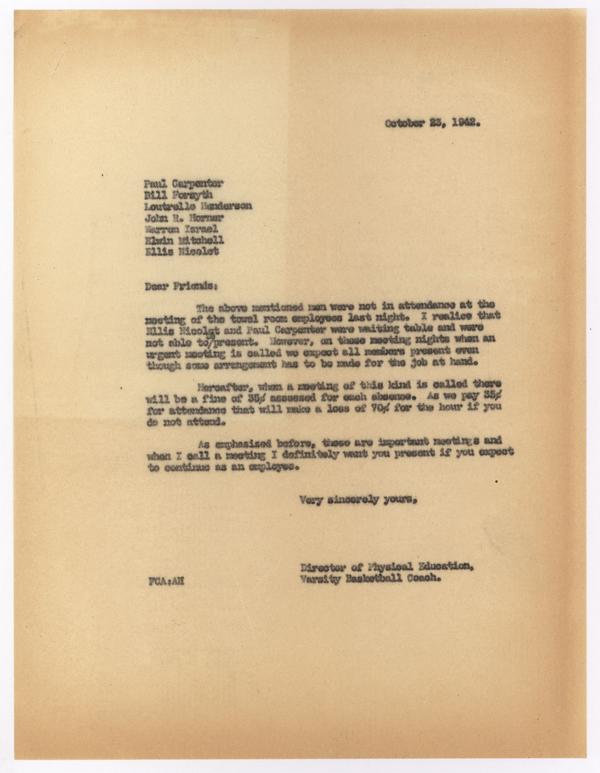 October 23, 1942.
Paul Carpenter
Bill Forsyth
Loutrelle Henderson
John R. Horner
Warren Israel
Elwin Mitchell
Ellis Nicolet
Dear Friends:
The above mentioned men were not in attendance at the
meeting of the towel room employees last night. I realize that
Ellis Nicolet and Paul Carpenter were waiting table and were
not able to/present. However, on these meeting nights when an
urgent meeting is called we expect all members present even
though some arrangement has to be made for the job at hand.
Hereafter, when a meeting of this kind is called there
will be a fine of 35¢ assessed for each absence. As we pay 35¢
for attendance that will make a loss of 70¢ for the hour if you
do not attend.
As emphasized before, these are important meetings and
when I call a meeting I definitely want you present if you expect
to continue as an employee.
Very sincerely yours,
Director of Physical Education,
FCA:AH Varsity Basketball Coach.